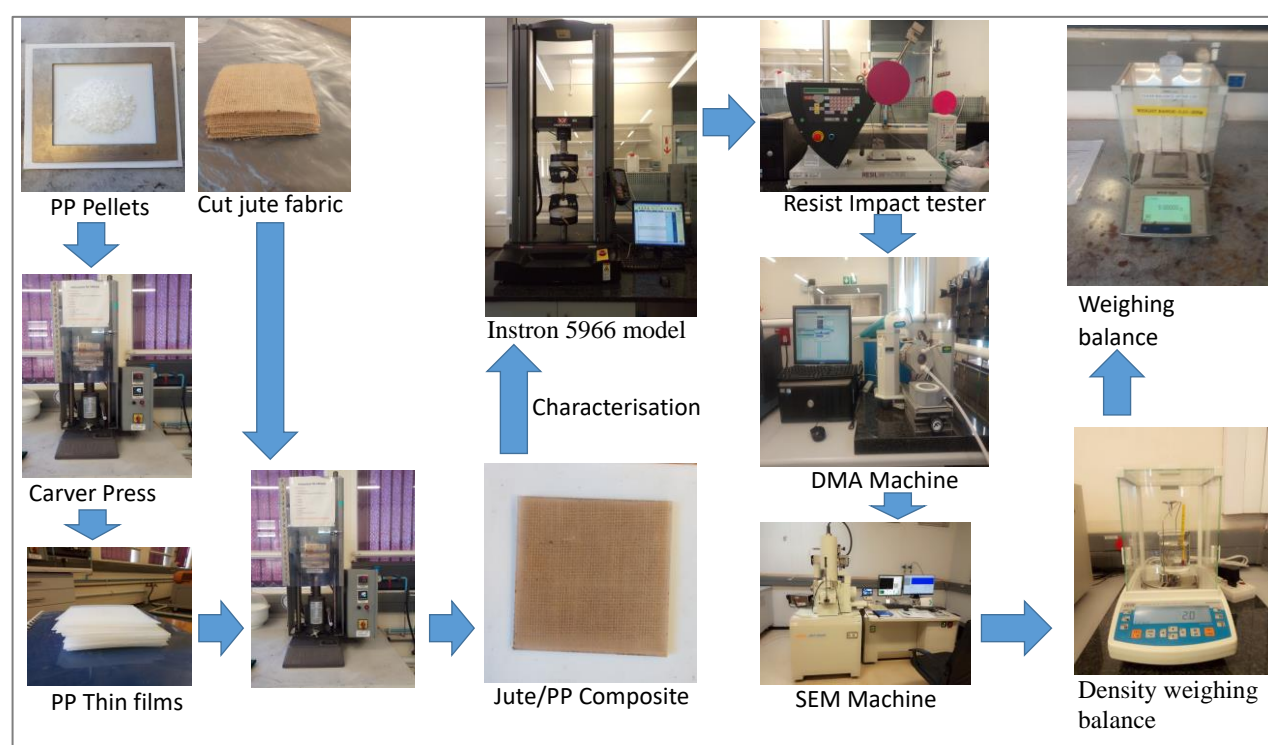 PP Pellets
Cut jute fabric
Carver Press
PP Thin films
Jute/PP Composite
Characterisation
Instron 5966 model
Resist Impact tester
DMA Machine
SEM Machine
Density weighing
balance
Weighing
balance